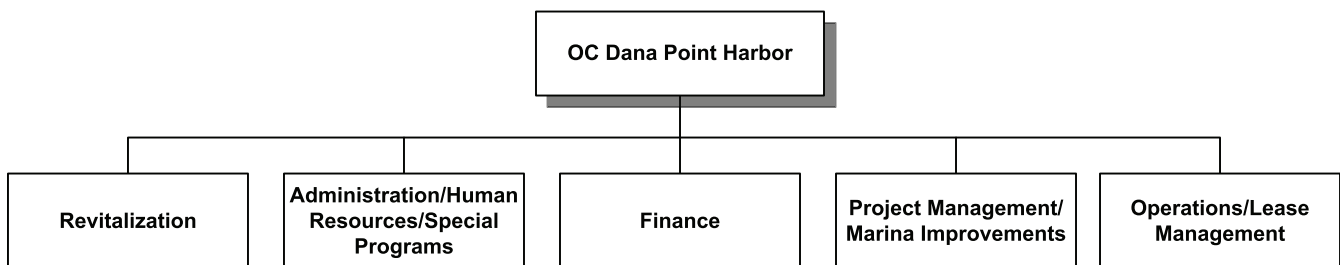 OC Dana Point Harbor
Revitalization
Administration/Human
Resources/Special
Programs
Finance
Project Management/
Marina Improvements
Operations/Lease
Management